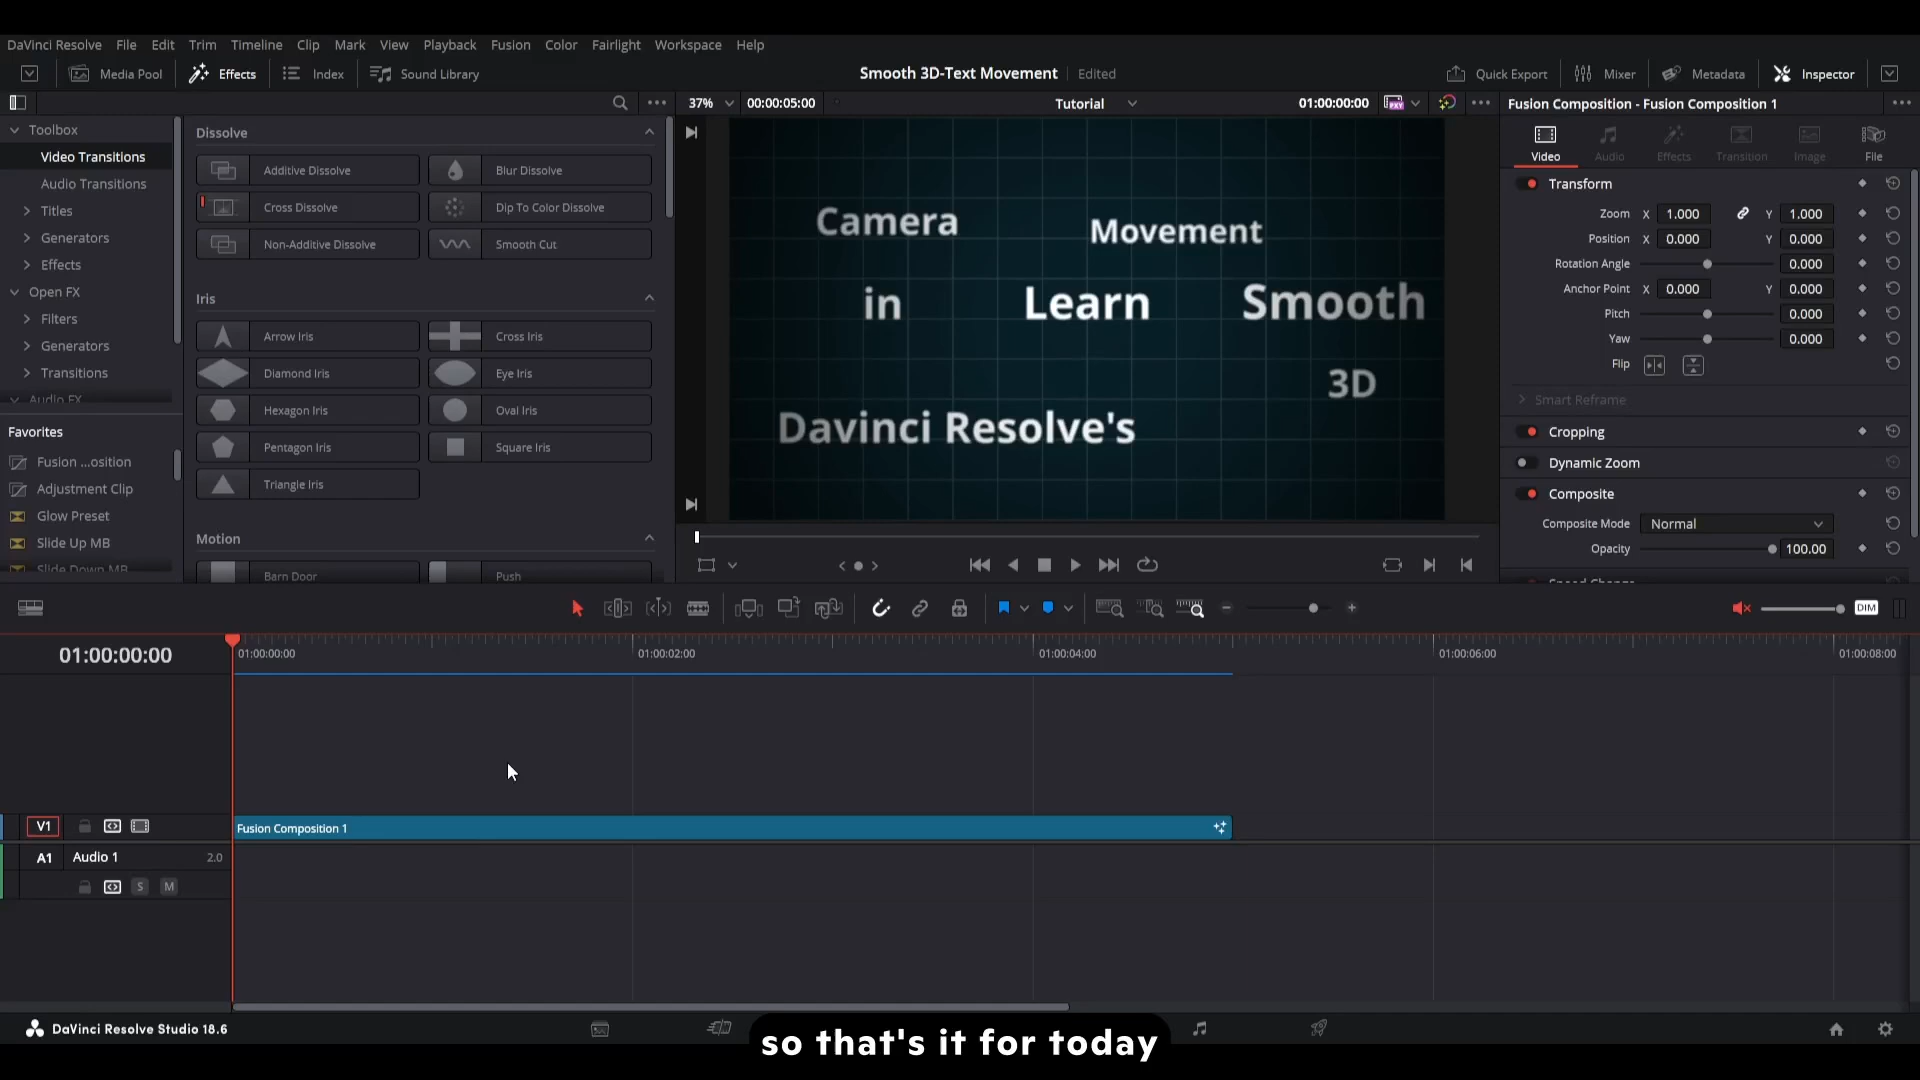 DaVinci Resolve File Edit Trim Timeline Clip Mark View Playback Fusion Color Fairlight Workspace Help
Media Pool Effects Index Sound Library Smooth 3D-Text Movement Edited Quick Export Mixer Metadata Inspector
37% 00:00:05:00 Tutorial 01:00:00:00 Fusion Composition - Fusion Composition 1
Toolbox
Video Transitions
Audio Transitions
Titles
Generators
Effects
Open FX
Filters
Generators
Transitions
Audio FX
Favorites
Fusion ...osition
Adjustment Clip
Glow Preset
Slide Up MB
Slide Down MB
Dissolve
Additive Dissolve Blur Dissolve
Cross Dissolve Dip To Color Dissolve
Non-Additive Dissolve Smooth Cut
Iris
Arrow Iris Cross Iris
Diamond Iris Eye Iris
Hexagon Iris Oval Iris
Pentagon Iris Square Iris
Triangle Iris
Motion
Barn Door Push
Camera Movement
in Learn Smooth
3D
Davinci Resolve's
Video Audio Effects Transition Image File
Transform
Zoom X 1.000 Y 1.000
Position X 0.000 Y 0.000
Rotation Angle 0.000
Anchor Point X 0.000 Y 0.000
Pitch 0.000
Yaw 0.000
Flip
Smart Reframe
Cropping
Dynamic Zoom
Composite
Composite Mode Normal
Opacity 100.00
Speed Change
DIM
01:00:00:00 01:00:00:00 01:00:02:00 01:00:04:00 01:00:06:00 01:00:08:00
V1 Fusion Composition 1
A1 Audio 1 2.0
S M
DaVinci Resolve Studio 18.6
so that's it for today